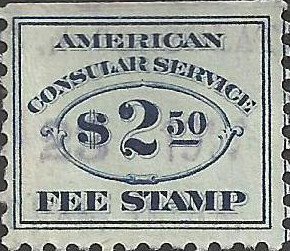 AMERICAN
CONSULAR SERVICE
$2.50
FEE STAMP